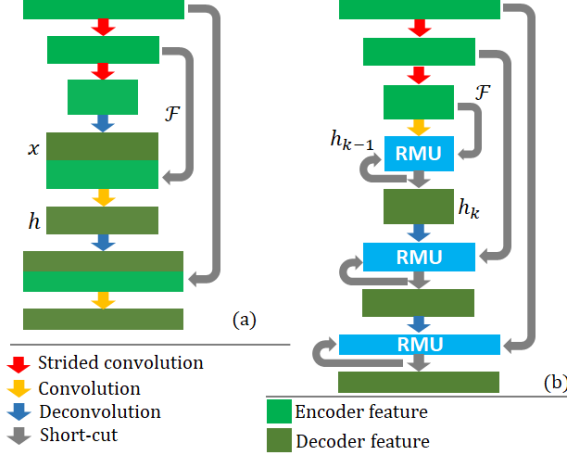 ℱ
x
h
(a)
Strided convolution
Convolution
Deconvolution
Short-cut
ℱ
h_{k-1}
RMU
h_k
RMU
RMU
(b)
Encoder feature
Decoder feature